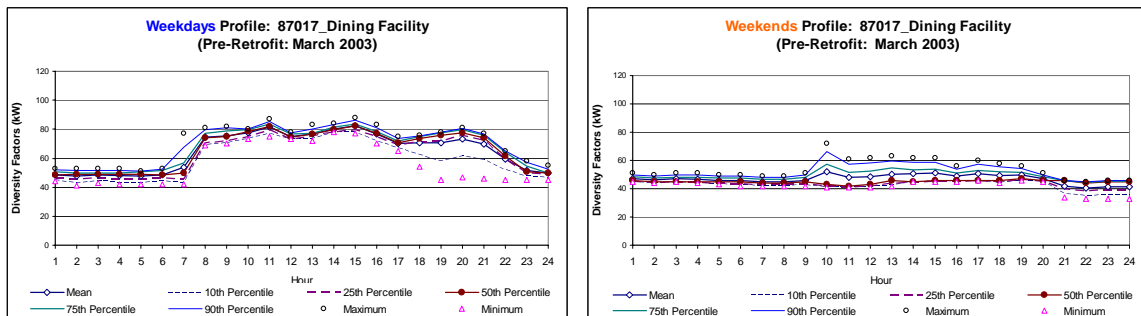 Weekdays Profile: 87017_Dining Facility
(Pre-Retrofit: March 2003)
Diversity Factors (kW)
120
100
80
60
40
20
0
1 2 3 4 5 6 7 8 9 10 11 12 13 14 15 16 17 18 19 20 21 22 23 24
Hour
Mean 10th Percentile 25th Percentile 50th Percentile
75th Percentile 90th Percentile Maximum Minimum
Weekends Profile: 87017_Dining Facility
(Pre-Retrofit: March 2003)
Diversity Factors (kW)
120
100
80
60
40
20
0
1 2 3 4 5 6 7 8 9 10 11 12 13 14 15 16 17 18 19 20 21 22 23 24
Hour
Mean 10th Percentile 25th Percentile 50th Percentile
75th Percentile 90th Percentile Maximum Minimum